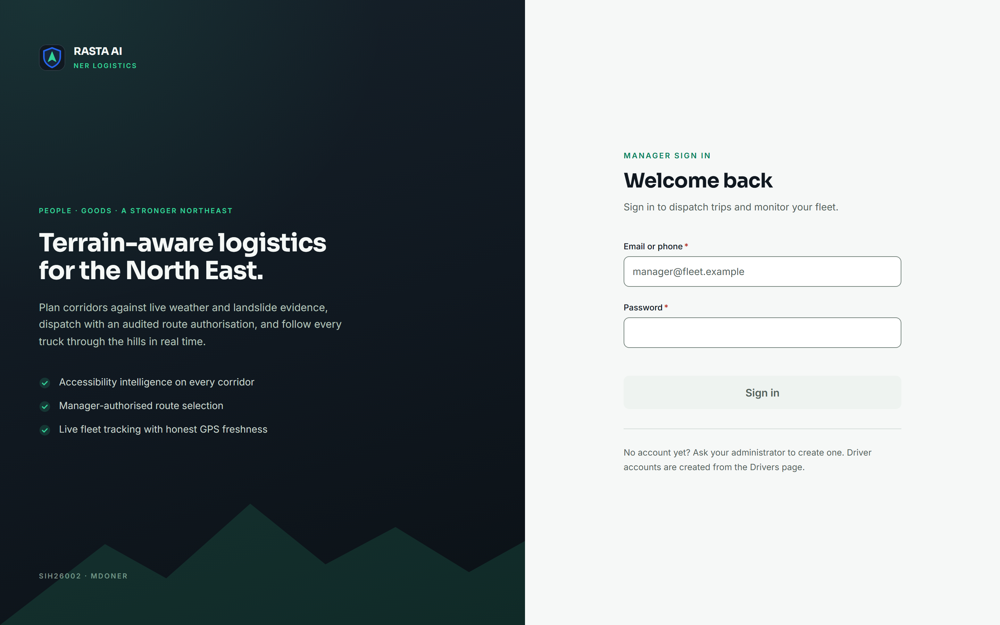 RASTA AI
NER LOGISTICS
PEOPLE · GOODS · A STRONGER NORTHEAST
Terrain-aware logistics
for the North East.
Plan corridors against live weather and landslide evidence,
dispatch with an audited route authorisation, and follow every
truck through the hills in real time.
Accessibility intelligence on every corridor
Manager-authorised route selection
Live fleet tracking with honest GPS freshness
SIH26002 · MDONER
MANAGER SIGN IN
Welcome back
Sign in to dispatch trips and monitor your fleet.
Email or phone *
manager@fleet.example
Password *
Sign in
No account yet? Ask your administrator to create one. Driver
accounts are created from the Drivers page.